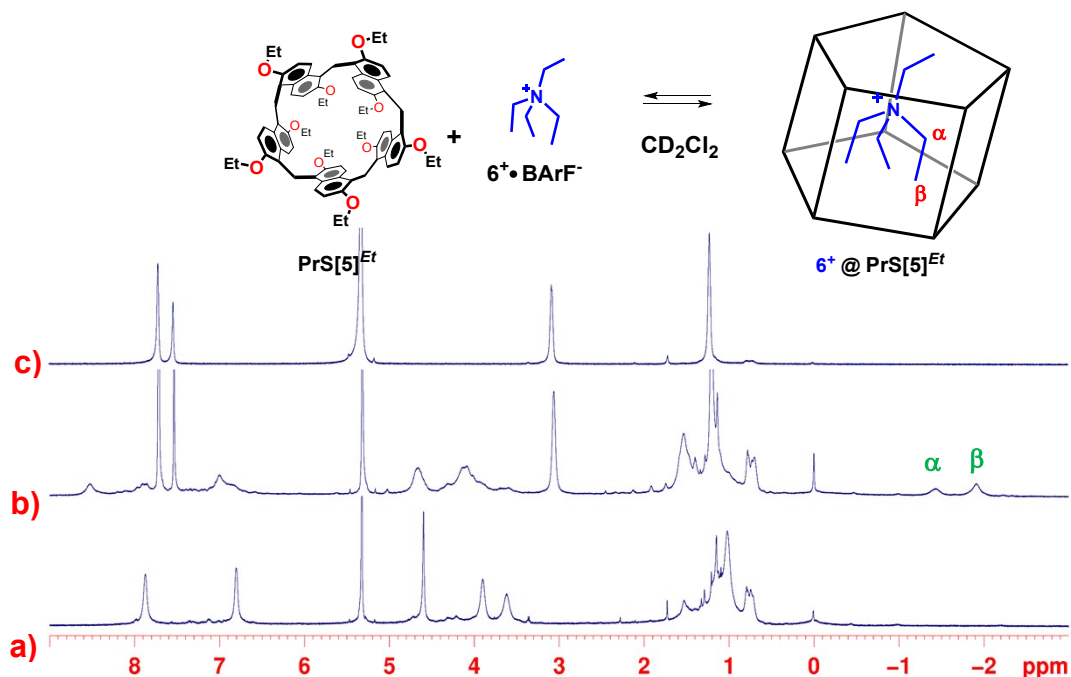 Et
O
Et
O
O
Et
O
Et
Et
O
Et
O
Et
O
O
Et
O
Et
O
Et
+
+
N
CD2Cl2
6+• BArF-
+
N
α
β
PrS[5]Et
6+ @ PrS[5]Et
c)
b)
α
β
a)
8 7 6 5 4 3 2 1 0 -1 -2 ppm